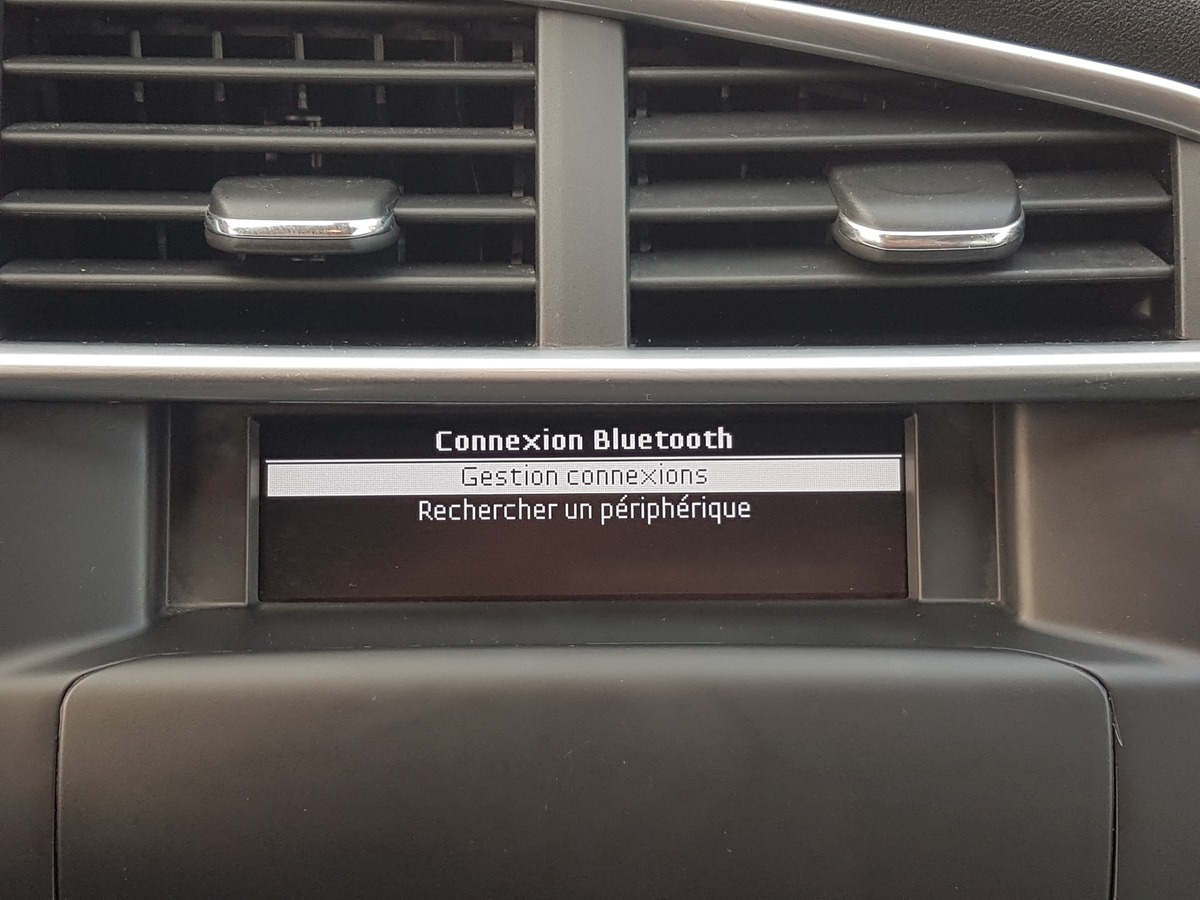 Connexion Bluetooth
Gestion connexions
Rechercher un périphérique